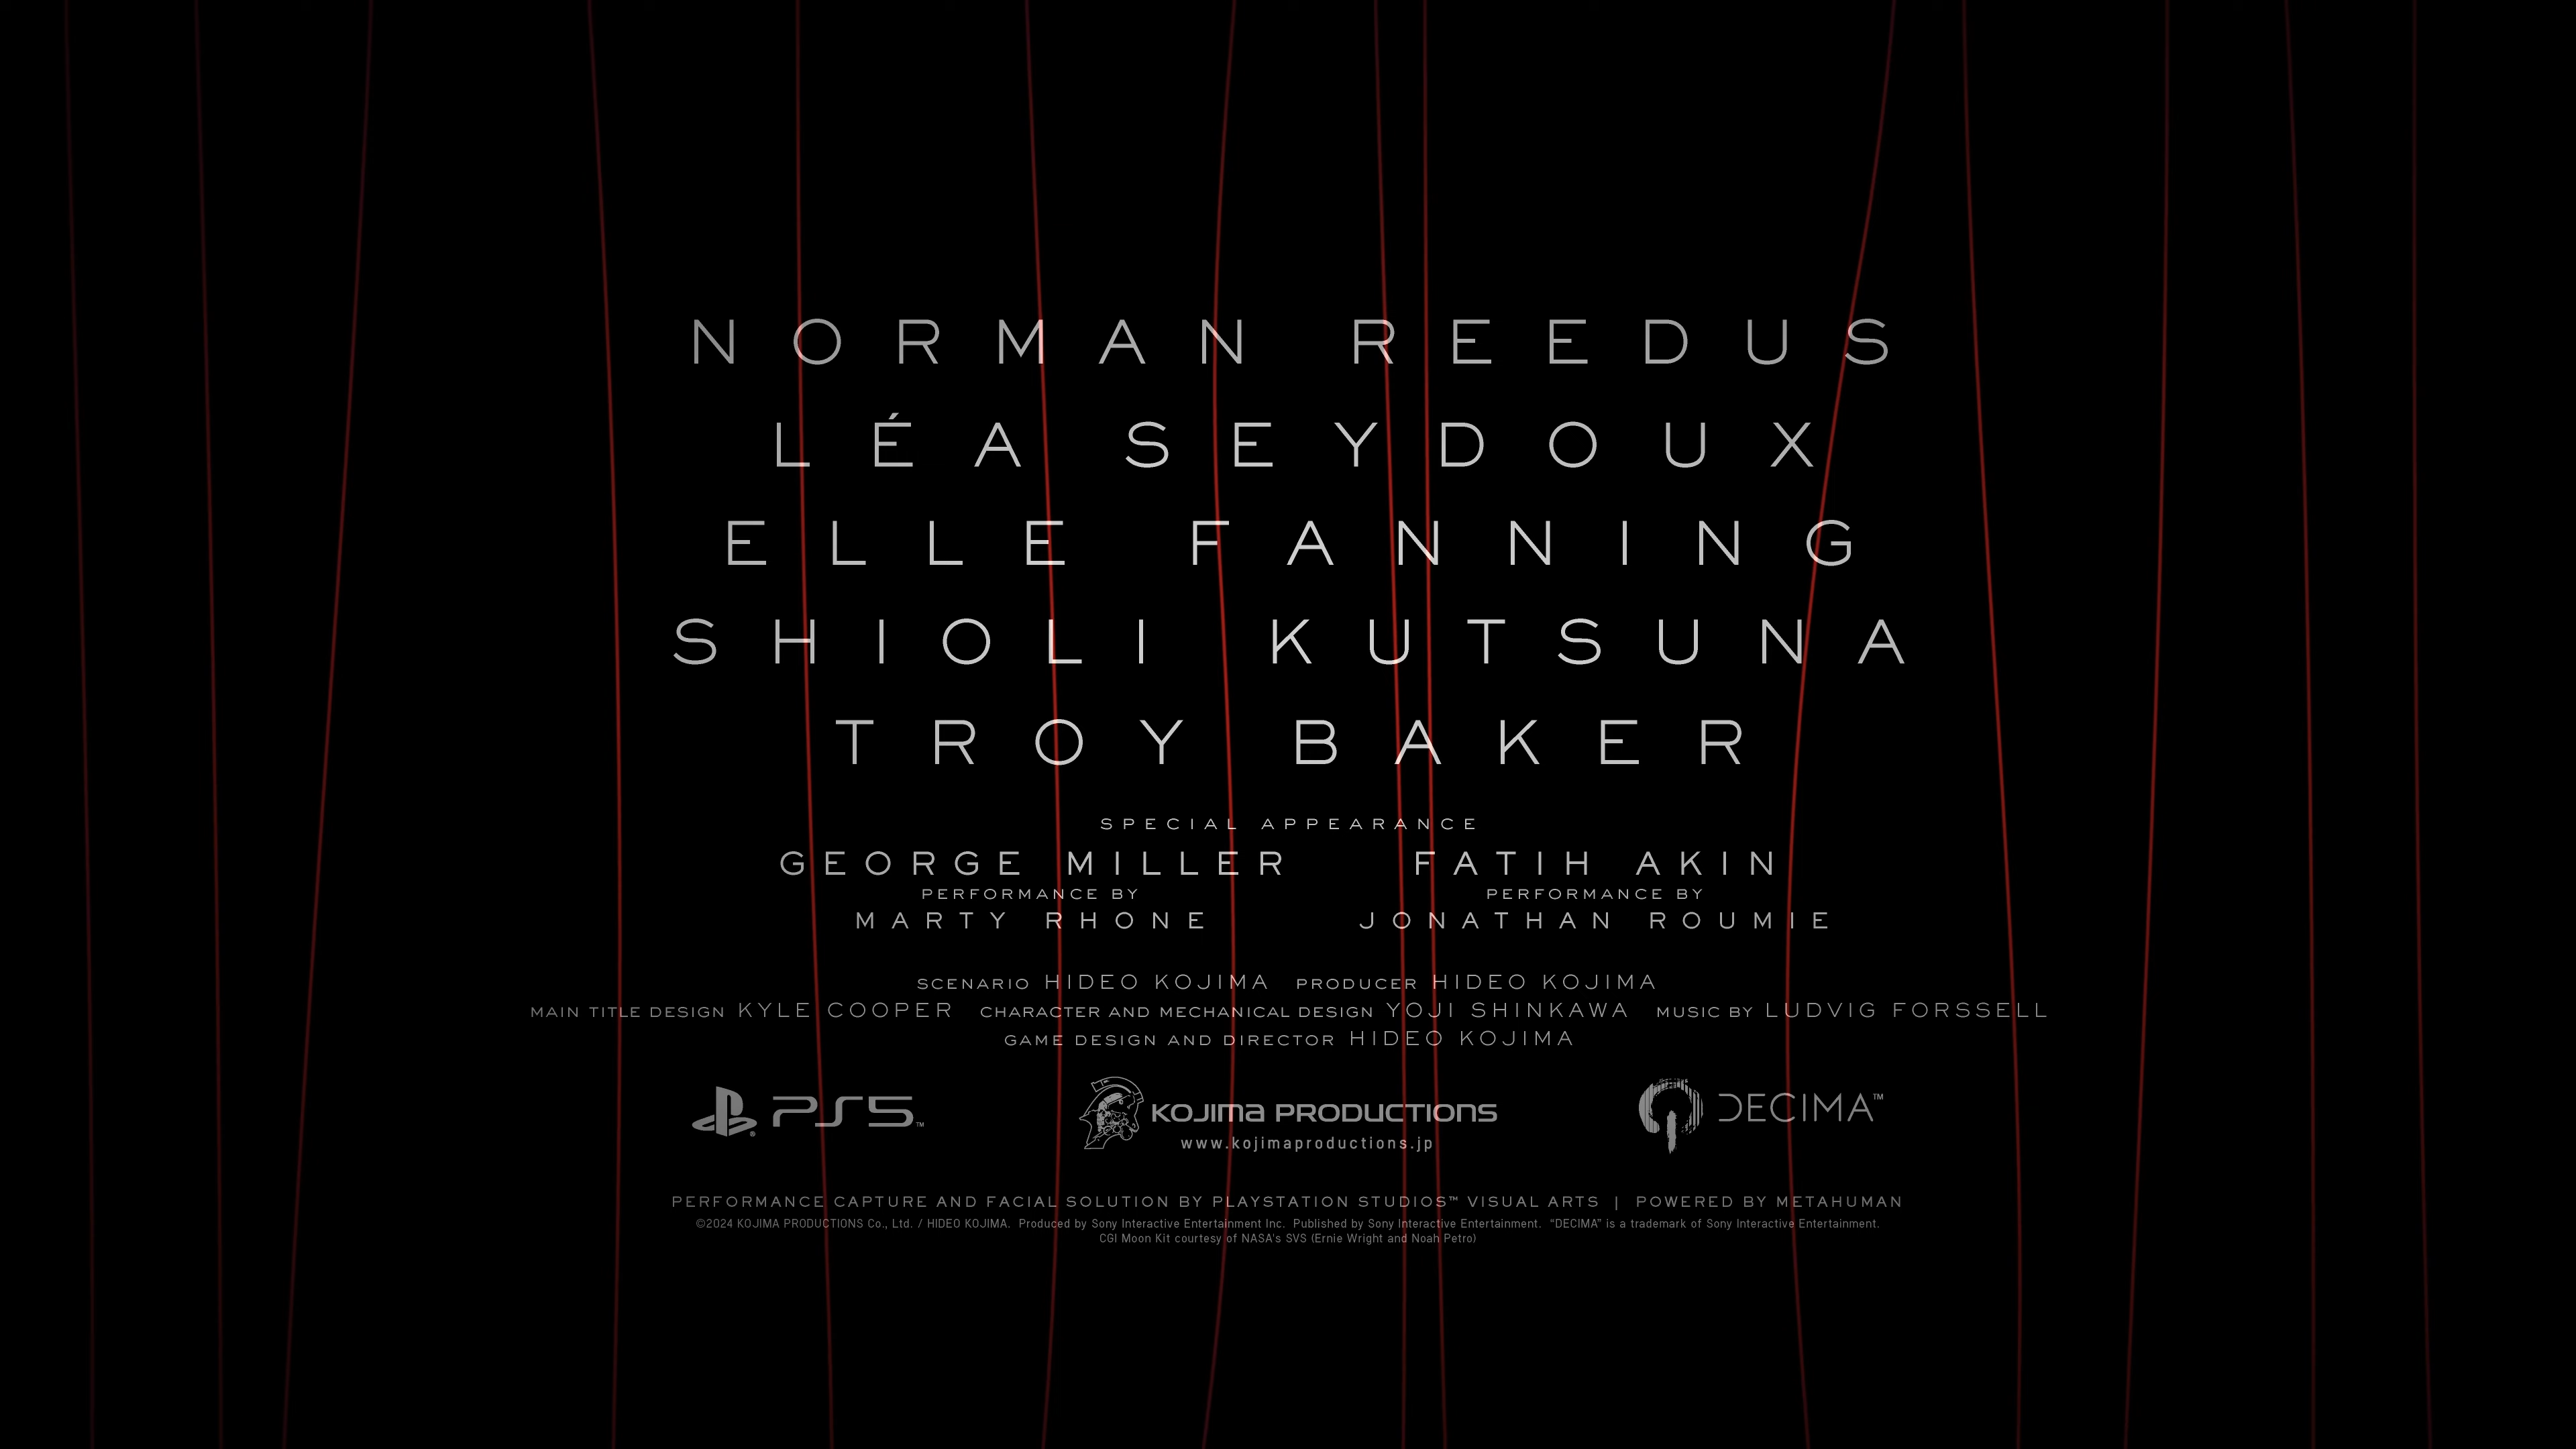 NORMAN REEDUS
LÉA SEYDOUX
ELLE FANNING
SHIOLI KUTSUNA
TROY BAKER
SPECIAL APPEARANCE
GEORGE MILLER FATIH AKIN
PERFORMANCE BY PERFORMANCE BY
MARTY RHONE JONATHAN ROUMIE
SCENARIO HIDEO KOJIMA PRODUCER HIDEO KOJIMA
MAIN TITLE DESIGN KYLE COOPER CHARACTER AND MECHANICAL DESIGN YOJI SHINKAWA MUSIC BY LUDVIG FORSSELL
GAME DESIGN AND DIRECTOR HIDEO KOJIMA
PS5™ KOJIMA PRODUCTIONS DECIMA™
www.kojimaproductions.jp
PERFORMANCE CAPTURE AND FACIAL SOLUTION BY PLAYSTATION STUDIOS™ VISUAL ARTS | POWERED BY METAHUMAN
©2024 KOJIMA PRODUCTIONS Co., Ltd. / HIDEO KOJIMA. Produced by Sony Interactive Entertainment Inc. Published by Sony Interactive Entertainment. “DECIMA” is a trademark of Sony Interactive Entertainment.
CGI Moon Kit courtesy of NASA's SVS (Ernie Wright and Noah Petro)